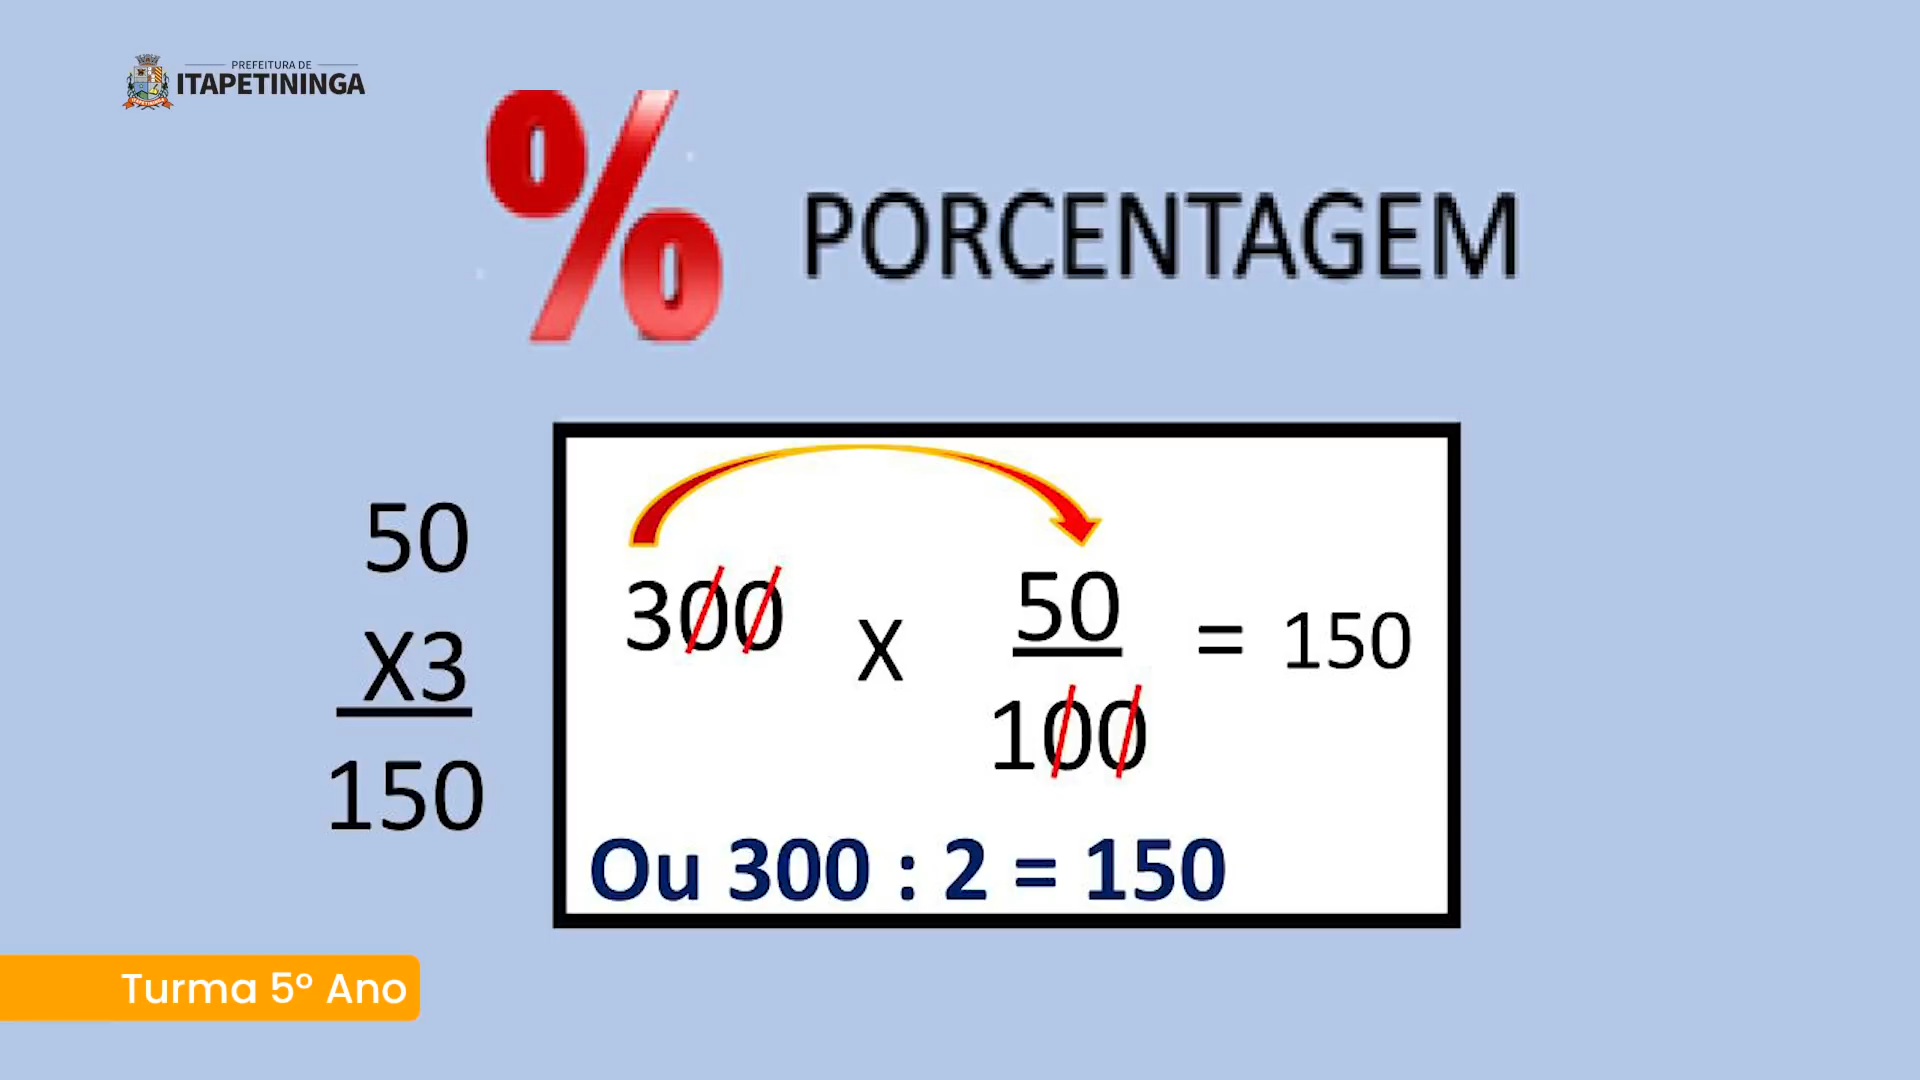 PREFEITURA DE
ITAPETININGA
% PORCENTAGEM
50
X3
150
300 X 50/100 = 150
Ou 300 : 2 = 150
Turma 5º Ano